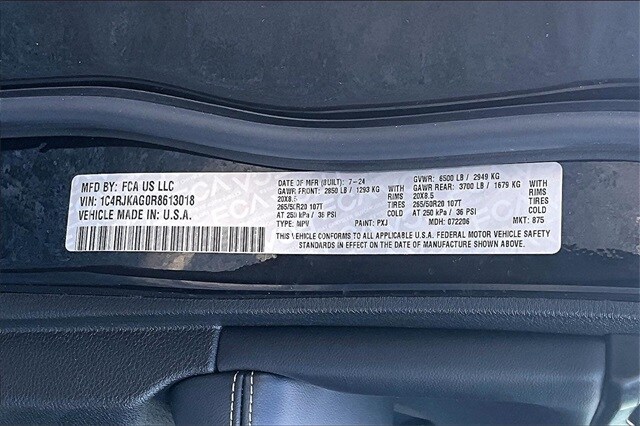 MFD BY: FCA US LLC
VIN: 1C4RJKAG0R8613018
VEHICLE MADE IN U.S.A.
DATE OF MFR (BUILT): 7-24
GAWR FRONT: 2850 LB / 1293 KG WITH
20X8.5 RIMS
265/50R20 107T TIRES
AT 250 kPa / 36 PSI COLD
TYPE: MPV PAINT: PXJ
GVWR: 6500 LB / 2949 KG
GAWR REAR: 3700 LB / 1679 KG WITH
20X8.5 RIMS
265/50R20 107T TIRES
AT 250 kPa / 36 PSI COLD
MDH: 072206 MKT: 875
THIS VEHICLE CONFORMS TO ALL APPLICABLE U.S.A. FEDERAL MOTOR VEHICLE SAFETY
STANDARDS IN EFFECT ON THE DATE OF MANUFACTURE SHOWN ABOVE.